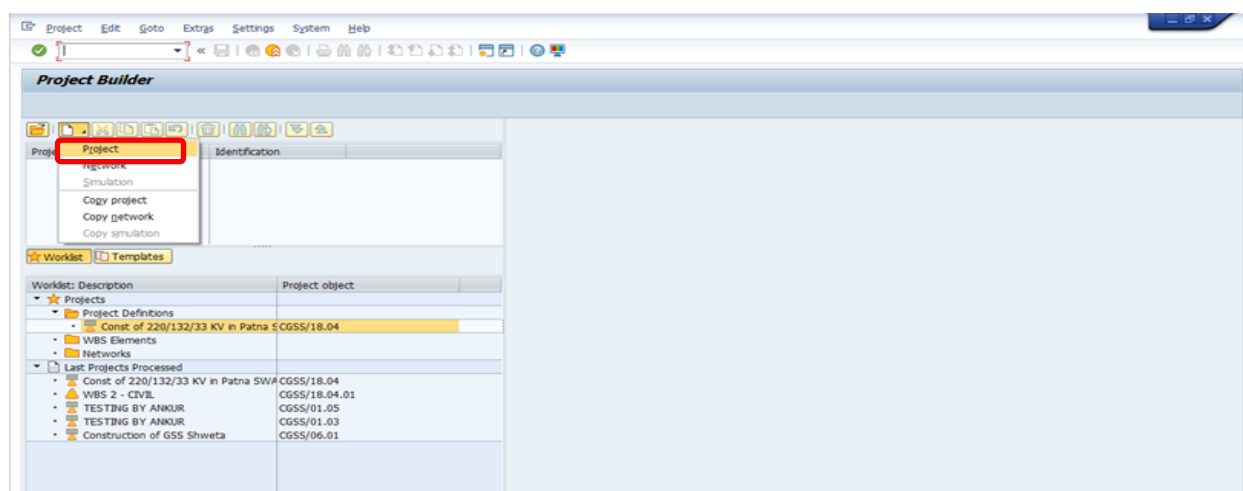 Project Edit Goto Extras Settings System Help
Project Builder
Project
Proje Identification
Network
Simulation
Copy project
Copy network
Copy simulation
Worklist Templates
Worklist: Description Project object
Projects
Project Definitions
Const of 220/132/33 KV in Patna S CGSS/18.04
WBS Elements
Networks
Last Projects Processed
Const of 220/132/33 KV in Patna SWA CGSS/18.04
WBS 2 - CIVIL CGSS/18.04.01
TESTING BY ANKUR CGSS/01.05
TESTING BY ANKUR CGSS/01.03
Construction of GSS Shweta CGSS/06.01